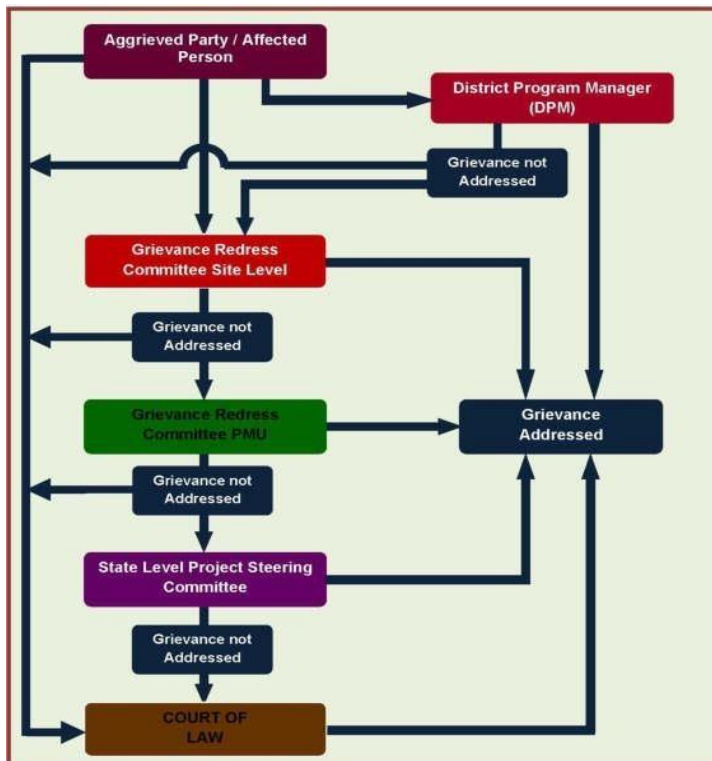 Aggrieved Party / Affected
Person
District Program Manager
(DPM)
Grievance not
Addressed
Grievance Redress
Committee Site Level
Grievance not
Addressed
Grievance Redress
Committee PMU
Grievance
Addressed
Grievance not
Addressed
State Level Project Steering
Committee
Grievance not
Addressed
COURT OF
LAW